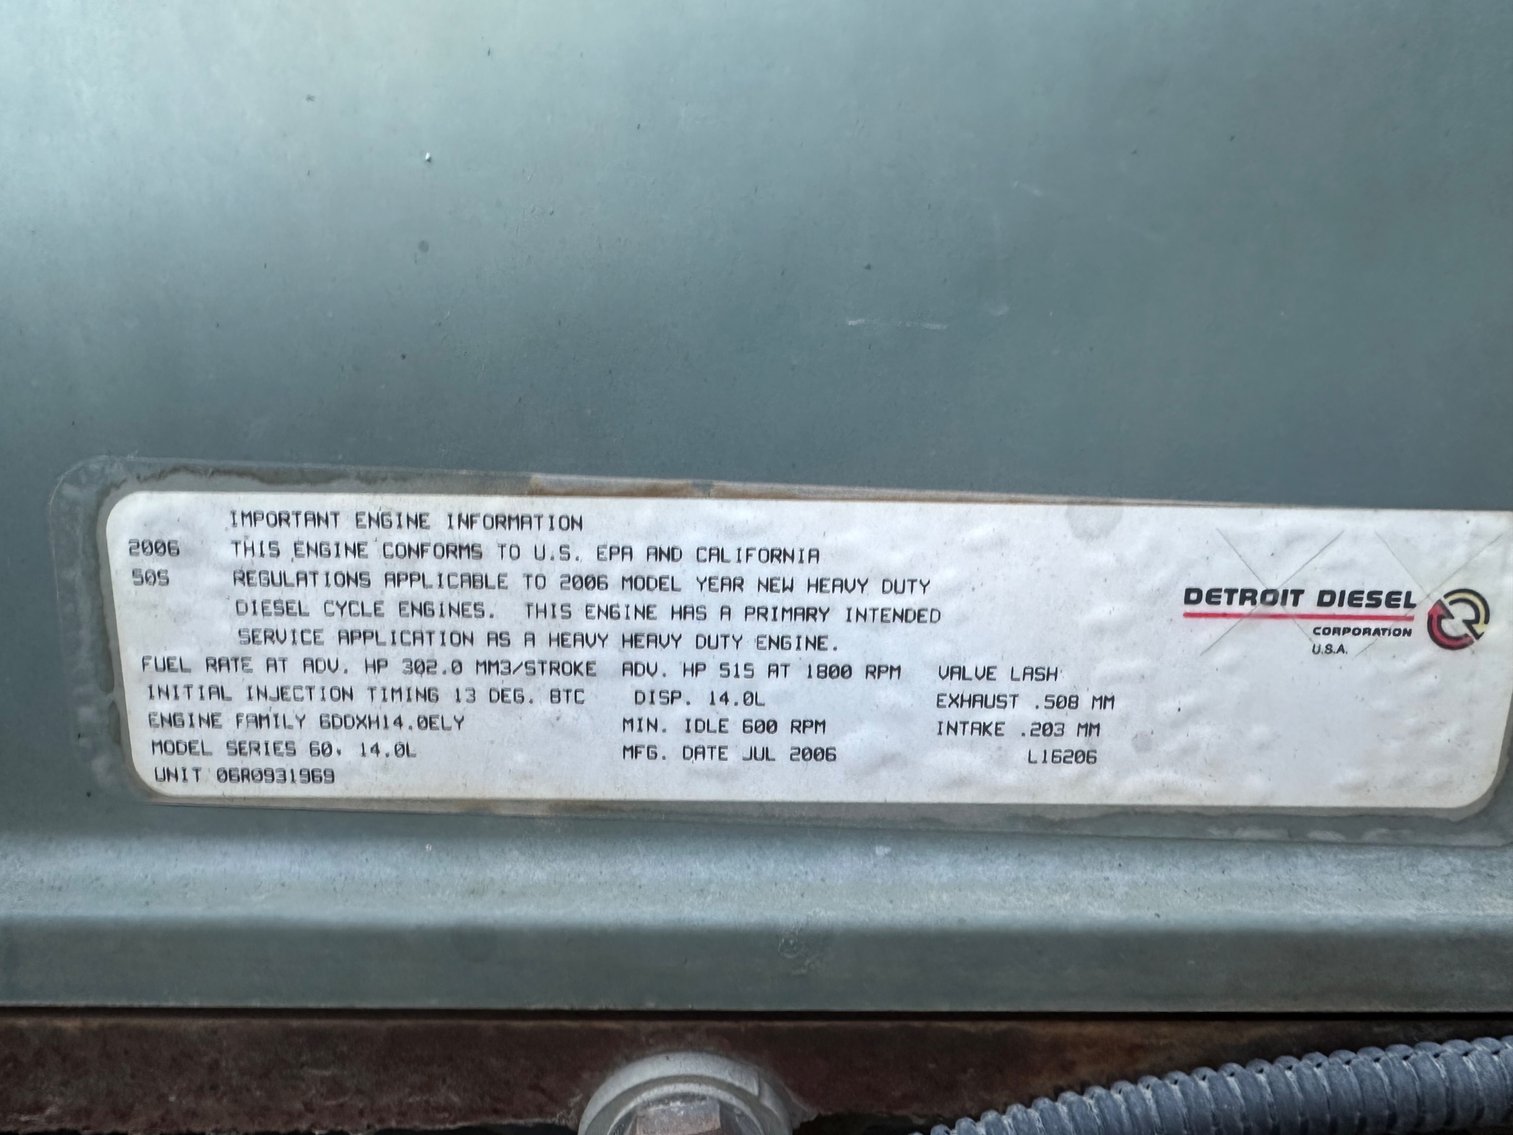 IMPORTANT ENGINE INFORMATION
2006 THIS ENGINE CONFORMS TO U.S. EPA AND CALIFORNIA
50S REGULATIONS APPLICABLE TO 2006 MODEL YEAR NEW HEAVY DUTY
DIESEL CYCLE ENGINES. THIS ENGINE HAS A PRIMARY INTENDED
SERVICE APPLICATION AS A HEAVY HEAVY DUTY ENGINE.
FUEL RATE AT ADV. HP 302.0 MM3/STROKE ADV. HP 515 AT 1800 RPM VALVE LASH
INITIAL INJECTION TIMING 13 DEG. BTC DISP. 14.0L EXHAUST .508 MM
ENGINE FAMILY 6DDXH14.0ELY MIN. IDLE 600 RPM INTAKE .203 MM
MODEL SERIES 60, 14.0L MFG. DATE JUL 2006 L16206
UNIT 06R0931969
DETROIT DIESEL
CORPORATION
U.S.A.